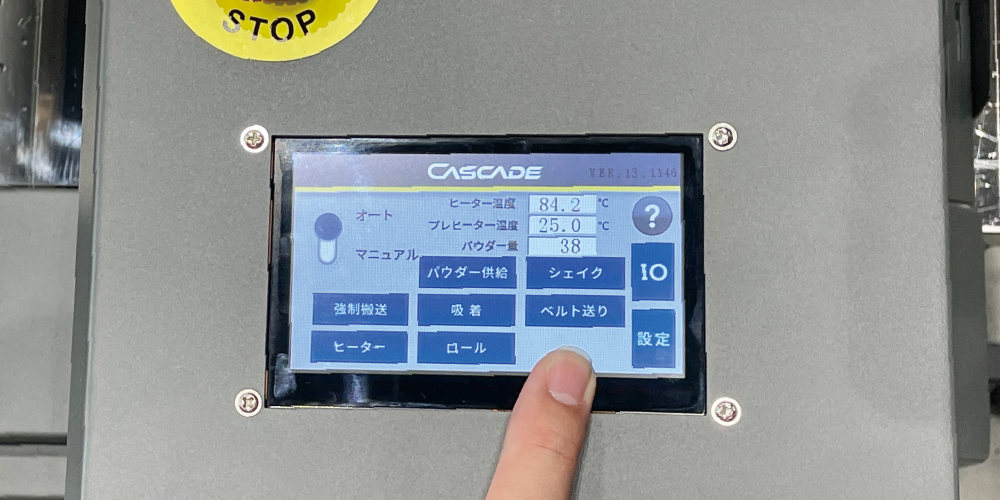 STOP
CASCADE
VER.13.1146
オート
マニュアル
ヒーター温度 84.2 ℃
プレヒーター温度 25.0 ℃
パウダー量 38
?
パウダー供給 シェイク IO
強制搬送 吸着 ベルト送り
ヒーター ロール 設定